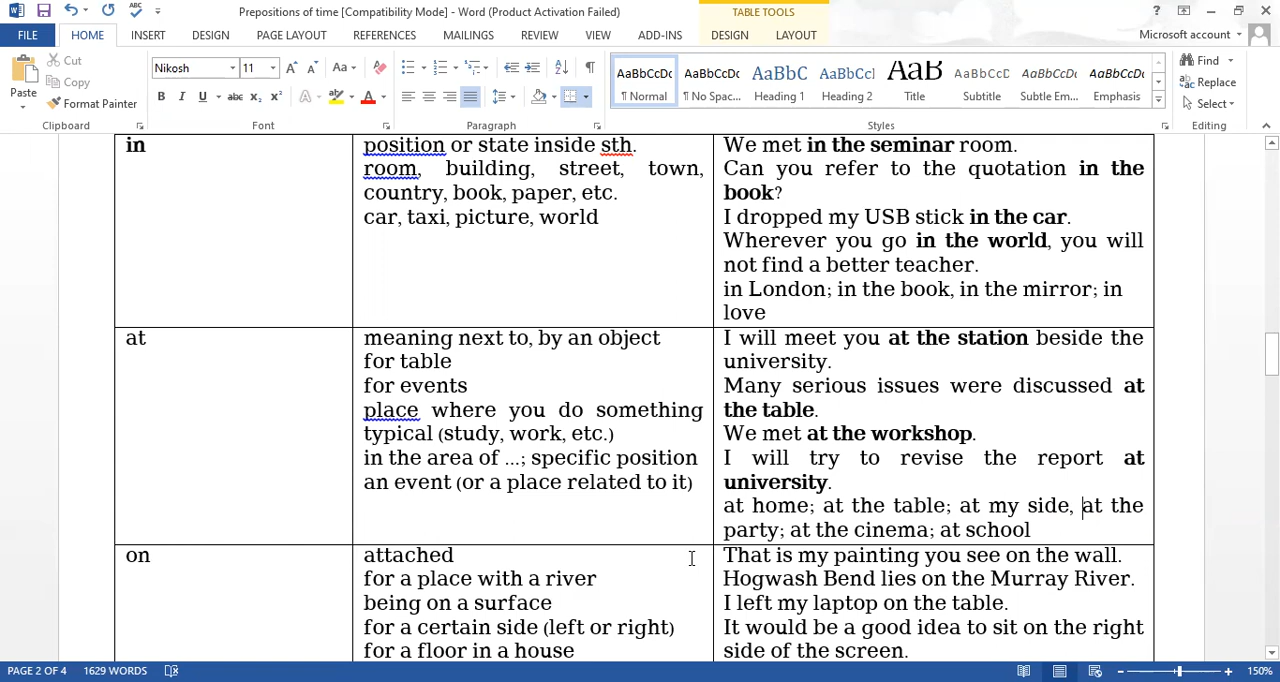 Prepositions of time [Compatibility Mode] - Word (Product Activation Failed)
TABLE TOOLS
FILE
HOME
INSERT
DESIGN
PAGE LAYOUT
REFERENCES
MAILINGS
REVIEW
VIEW
ADD-INS
DESIGN
LAYOUT
Microsoft account
Paste
Cut
Copy
Format Painter
Clipboard
Nikosh
11
Font
Paragraph
AaBbCcDc
¶ Normal
AaBbCcDc
¶ No Spac...
AaBbC
Heading 1
AaBbCcl
Heading 2
AaB
Title
AaBbCcD
Subtitle
AaBbCcDc
Subtle Em...
AaBbCcDc
Emphasis
Styles
Find
Replace
Select
Editing
in
position or state inside sth.
room, building, street, town,
country, book, paper, etc.
car, taxi, picture, world
We met in the seminar room.
Can you refer to the quotation in the
book?
I dropped my USB stick in the car.
Wherever you go in the world, you will
not find a better teacher.
in London; in the book, in the mirror; in
love
at
meaning next to, by an object
for table
for events
place where you do something
typical (study, work, etc.)
in the area of ...; specific position
an event (or a place related to it)
I will meet you at the station beside the
university.
Many serious issues were discussed at
the table.
We met at the workshop.
I will try to revise the report at
university.
at home; at the table; at my side, at the
party; at the cinema; at school
on
attached
for a place with a river
being on a surface
for a certain side (left or right)
for a floor in a house
That is my painting you see on the wall.
Hogwash Bend lies on the Murray River.
I left my laptop on the table.
It would be a good idea to sit on the right
side of the screen.
PAGE 2 OF 4
1629 WORDS
150%